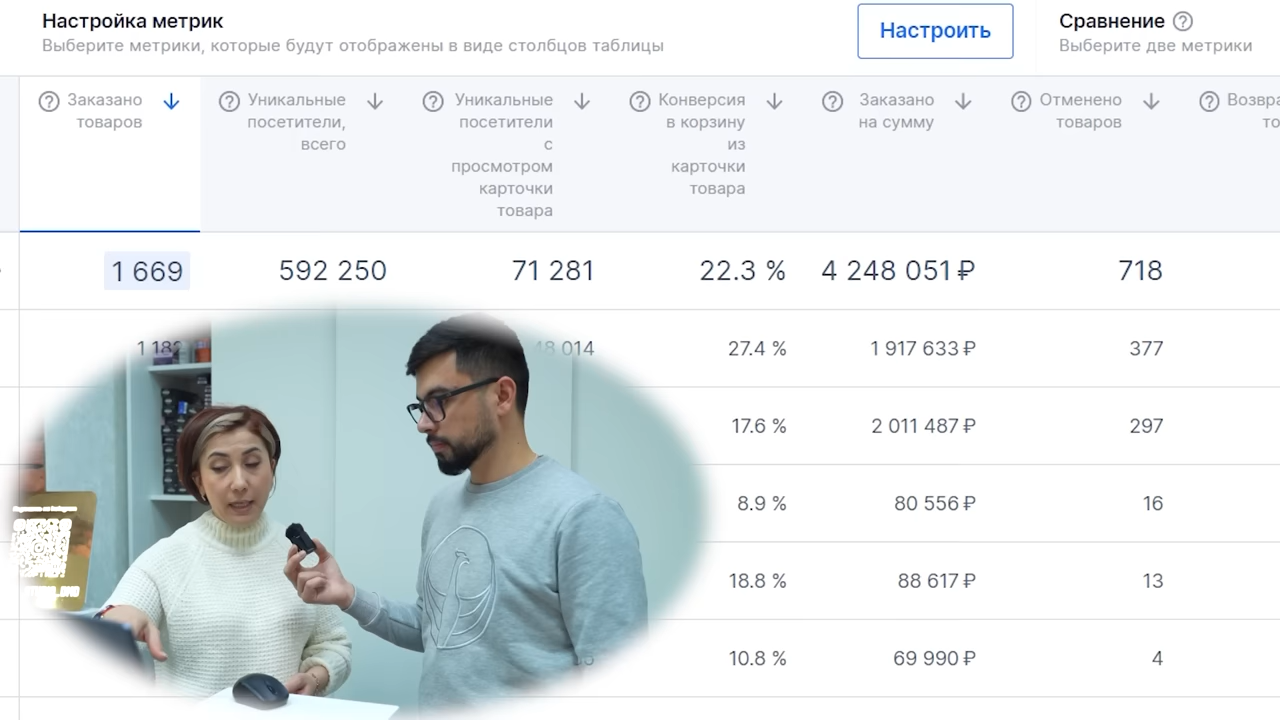 Настройка метрик
Выберите метрики, которые будут отображены в виде столбцов таблицы
Настроить
Сравнение
Выберите две метрики
Заказано
товаров
Уникальные
посетители,
всего
Уникальные
посетители
с
просмотром
карточки
товара
Конверсия
в корзину
из
карточки
товара
Заказано
на сумму
Отменено
товаров
1 669
592 250
71 281
22.3 %
4 248 051 ₽
718
27.4 %
1 917 633 ₽
377
17.6 %
2 011 487 ₽
297
8.9 %
80 556 ₽
16
18.8 %
88 617 ₽
13
10.8 %
69 990 ₽
4